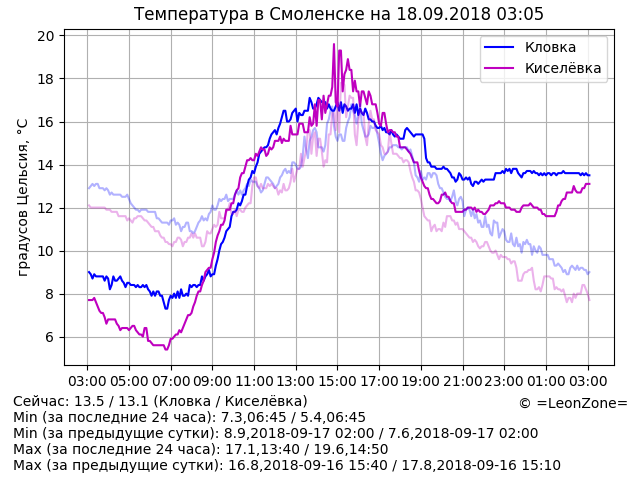 Температура в Смоленске на 18.09.2018 03:05
Кловка
Киселёвка
градусов Цельсия, °C
20
18
16
14
12
10
8
6
03:00 05:00 07:00 09:00 11:00 13:00 15:00 17:00 19:00 21:00 23:00 01:00 03:00
Сейчас: 13.5 / 13.1 (Кловка / Киселёвка)
© =LeonZone=
Min (за последние 24 часа): 7.3,06:45 / 5.4,06:45
Min (за предыдущие сутки): 8.9,2018-09-17 02:00 / 7.6,2018-09-17 02:00
Max (за последние 24 часа): 17.1,13:40 / 19.6,14:50
Max (за предыдущие сутки): 16.8,2018-09-16 15:40 / 17.8,2018-09-16 15:10